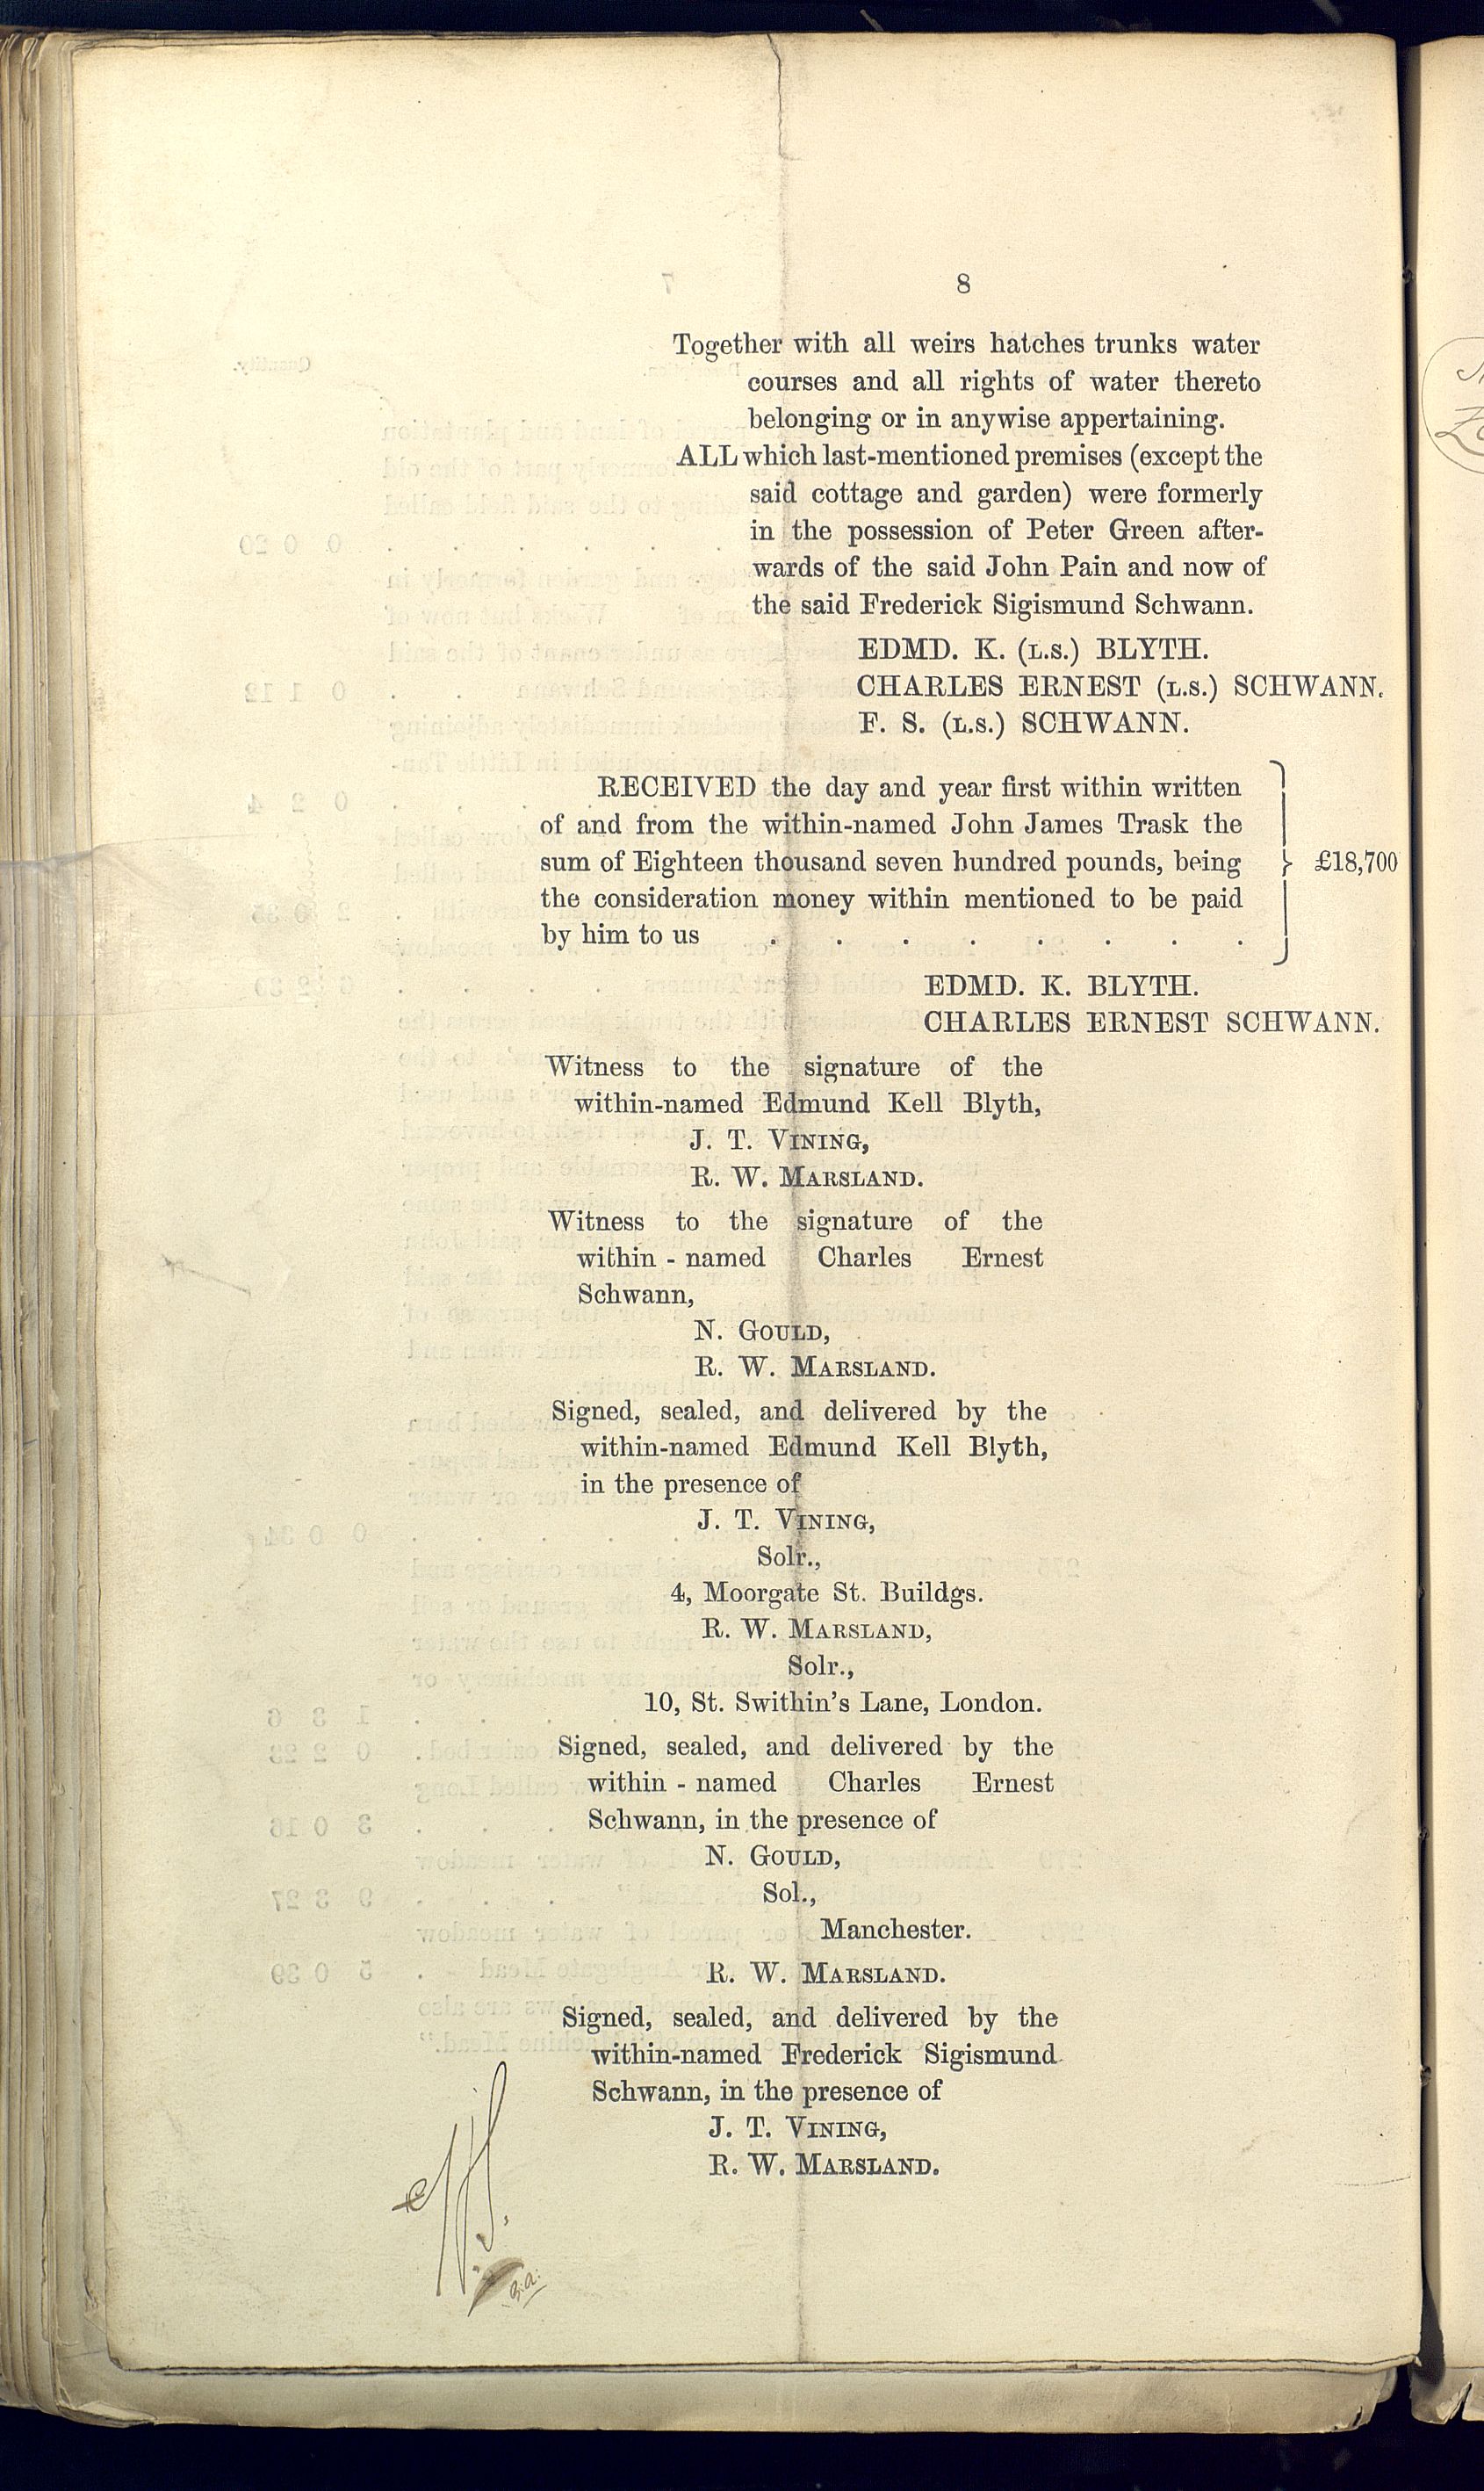 8
Together with all weirs hatches trunks water
courses and all rights of water thereto
belonging or in anywise appertaining.
ALL which last-mentioned premises (except the
said cottage and garden) were formerly
in the possession of Peter Green after-
wards of the said John Pain and now of
the said Frederick Sigismund Schwann.
EDMD. K. (L.S.) BLYTH.
CHARLES ERNEST (L.S.) SCHWANN.
F. S. (L.S.) SCHWANN.
RECEIVED the day and year first within written
of and from the within-named John James Trask the
sum of Eighteen thousand seven hundred pounds, being
the consideration money within mentioned to be paid
by him to us . . . . . . . .
£18,700
EDMD. K. BLYTH.
CHARLES ERNEST SCHWANN.
Witness to the signature of the
within-named Edmund Kell Blyth,
J. T. VINING,
R. W. MARSLAND.
Witness to the signature of the
within - named Charles Ernest
Schwann,
N. GOULD,
R. W. MARSLAND.
Signed, sealed, and delivered by the
within-named Edmund Kell Blyth,
in the presence of
J. T. VINING,
Solr.,
4, Moorgate St. Buildgs.
R. W. MARSLAND,
Solr.,
10, St. Swithin's Lane, London.
Signed, sealed, and delivered by the
within - named Charles Ernest
Schwann, in the presence of
N. GOULD,
Sol.,
Manchester.
R. W. MARSLAND.
Signed, sealed, and delivered by the
within-named Frederick Sigismund
Schwann, in the presence of
J. T. VINING,
R. W. MARSLAND.